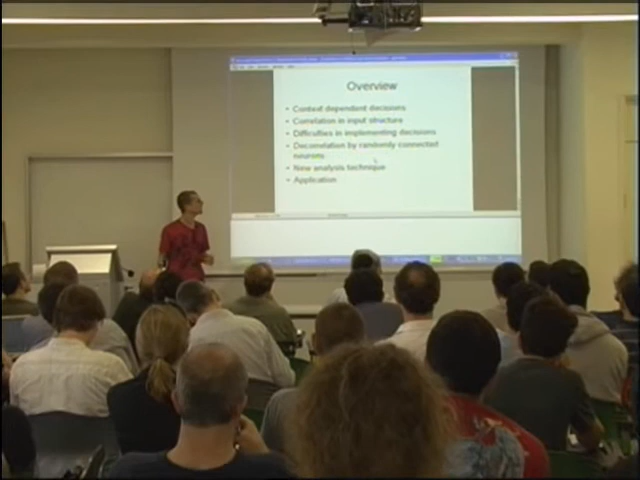 Overview
• Context dependent decisions
• Correlation in input structure
• Difficulties in implementing decisions
• Decorrelation by randomly connected
neurons
• New analysis technique
• Application